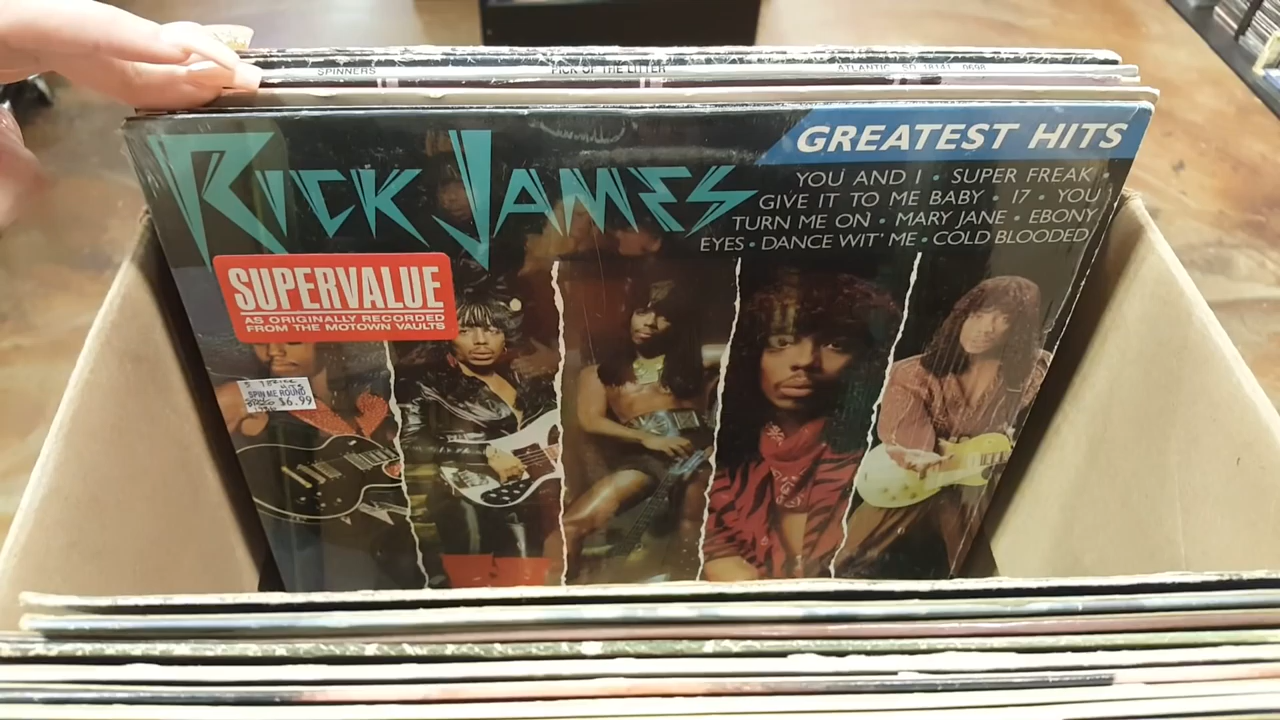 SPINNERS PICK OF THE LITTER ATLANTIC SD 18141 0698
RICK JAMES
GREATEST HITS
YOU AND I • SUPER FREAK •
GIVE IT TO ME BABY • 17 • YOU
TURN ME ON • MARY JANE • EBONY
EYES • DANCE WIT' ME • COLD BLOODED
SUPERVALUE
AS ORIGINALLY RECORDED
FROM THE MOTOWN VAULTS
SPIN ME ROUND
$6.99